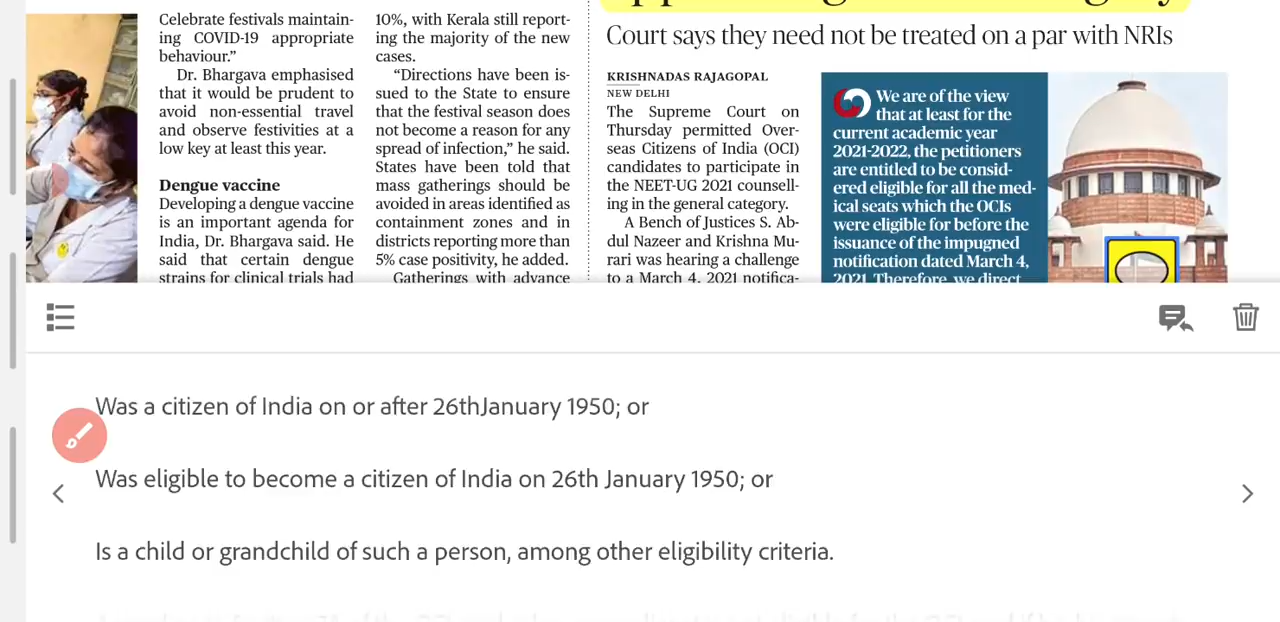 Celebrate festivals maintain-
ing COVID-19 appropriate
behaviour.”
Dr. Bhargava emphasised
that it would be prudent to
avoid non-essential travel
and observe festivities at a
low key at least this year.
Dengue vaccine
Developing a dengue vaccine
is an important agenda for
India, Dr. Bhargava said. He
said that certain dengue
strains for clinical trials had
10%, with Kerala still report-
ing the majority of the new
cases.
“Directions have been is-
sued to the State to ensure
that the festival season does
not become a reason for any
spread of infection,” he said.
States have been told that
mass gatherings should be
avoided in areas identified as
containment zones and in
districts reporting more than
5% case positivity, he added.
Gatherings with advance
Court says they need not be treated on a par with NRIs
KRISHNADAS RAJAGOPAL
NEW DELHI
The Supreme Court on
Thursday permitted Over-
seas Citizens of India (OCI)
candidates to participate in
the NEET-UG 2021 counsell-
ing in the general category.
A Bench of Justices S. Ab-
dul Nazeer and Krishna Mu-
rari was hearing a challenge
to a March 4, 2021 notifica-
We are of the view
that at least for the
current academic year
2021-2022, the petitioners
are entitled to be consid-
ered eligible for all the med-
ical seats which the OCIs
were eligible for before the
issuance of the impugned
notification dated March 4,
2021. Therefore, we direct
Was a citizen of India on or after 26thJanuary 1950; or
Was eligible to become a citizen of India on 26th January 1950; or
Is a child or grandchild of such a person, among other eligibility criteria.